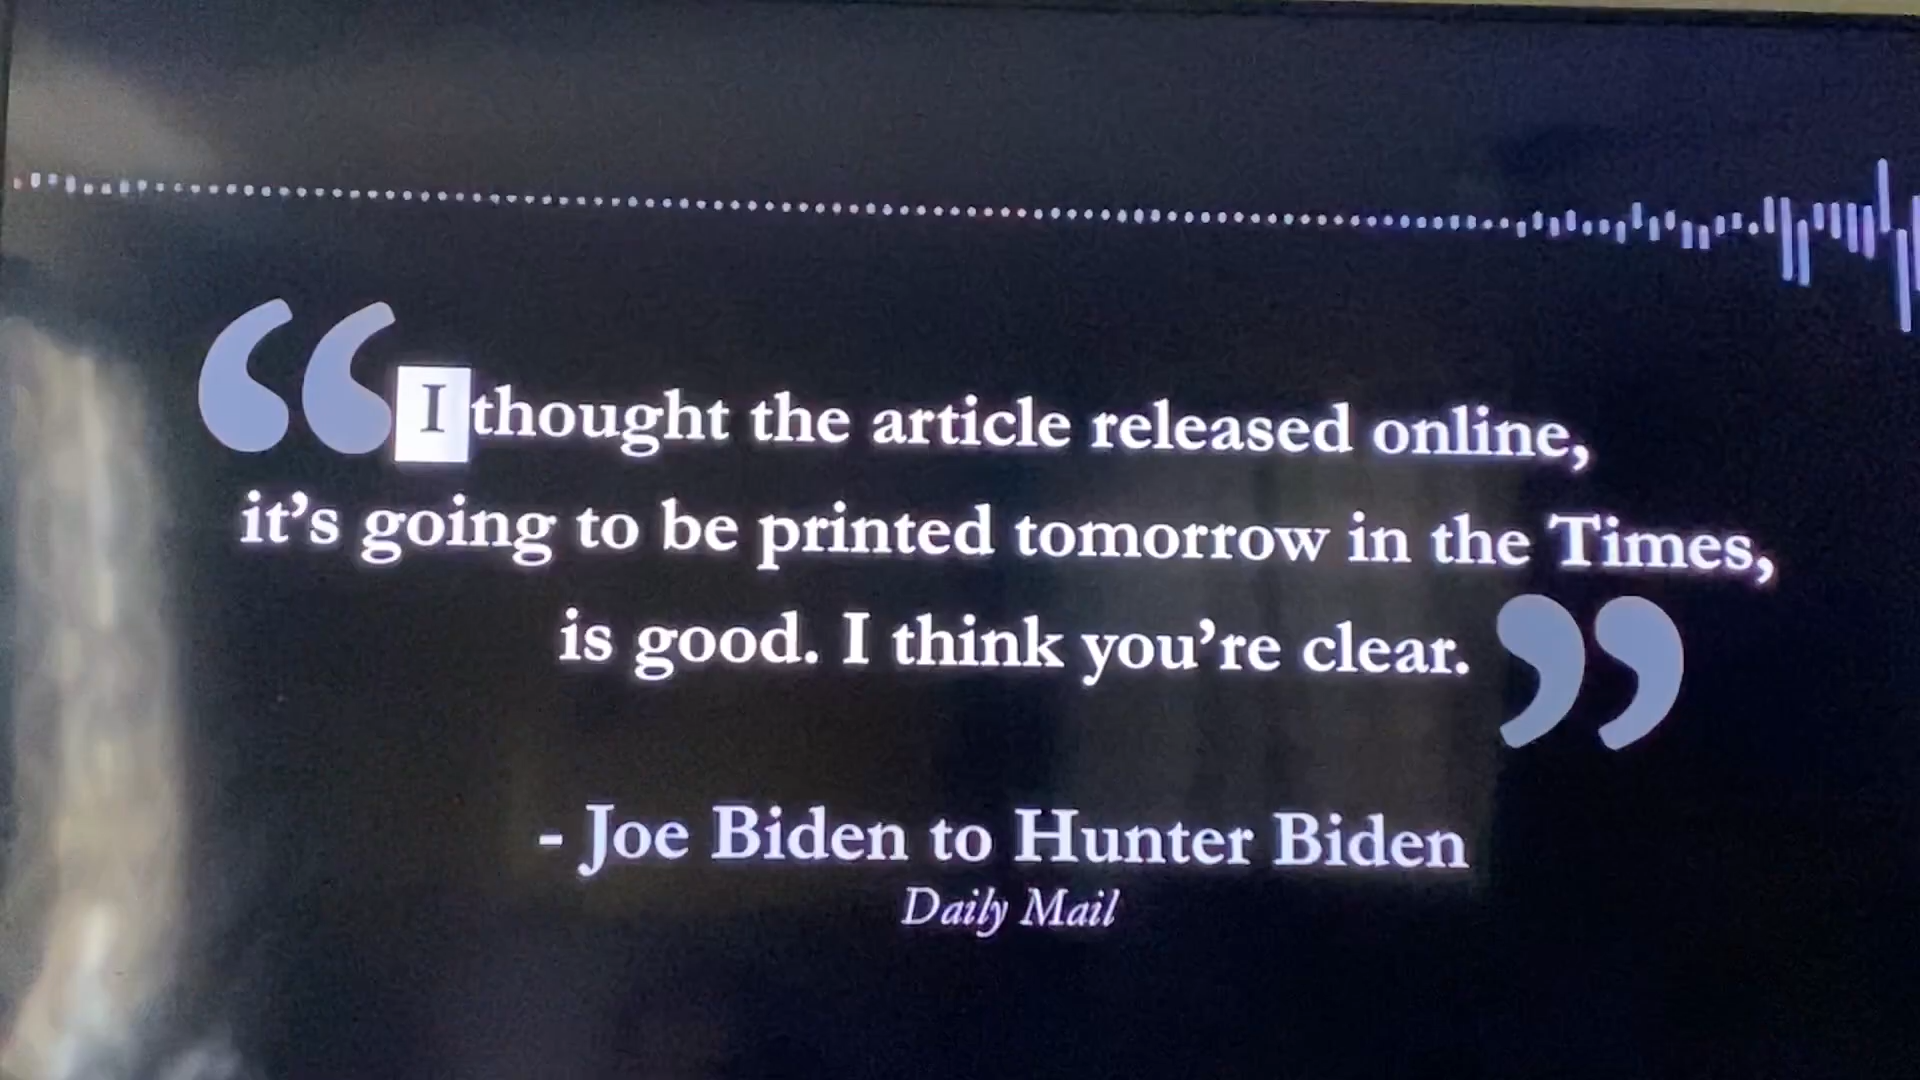 “I thought the article released online,
it’s going to be printed tomorrow in the Times,
is good. I think you’re clear.”
- Joe Biden to Hunter Biden
Daily Mail